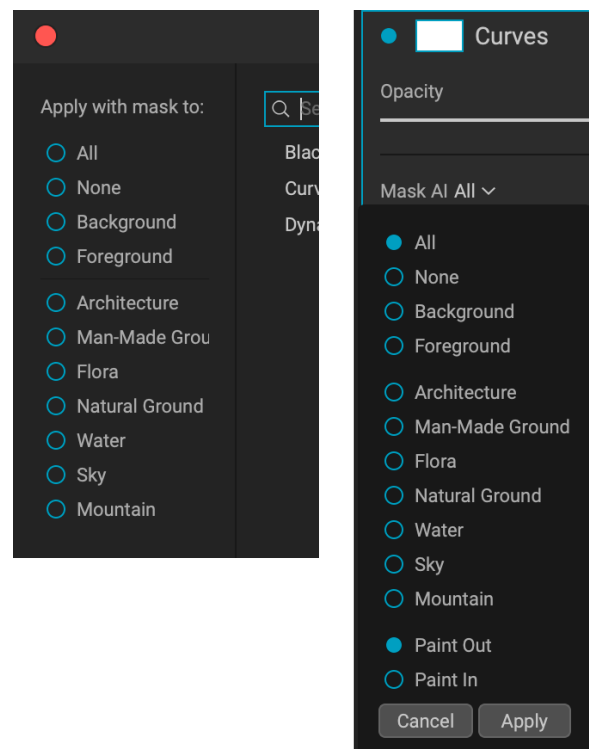 Apply with mask to:
All
None
Background
Foreground
Architecture
Man-Made Grou
Flora
Natural Ground
Water
Sky
Mountain
Se
Blac
Curv
Dyna
Curves
Opacity
Mask AI All
All
None
Background
Foreground
Architecture
Man-Made Ground
Flora
Natural Ground
Water
Sky
Mountain
Paint Out
Paint In
Cancel Apply